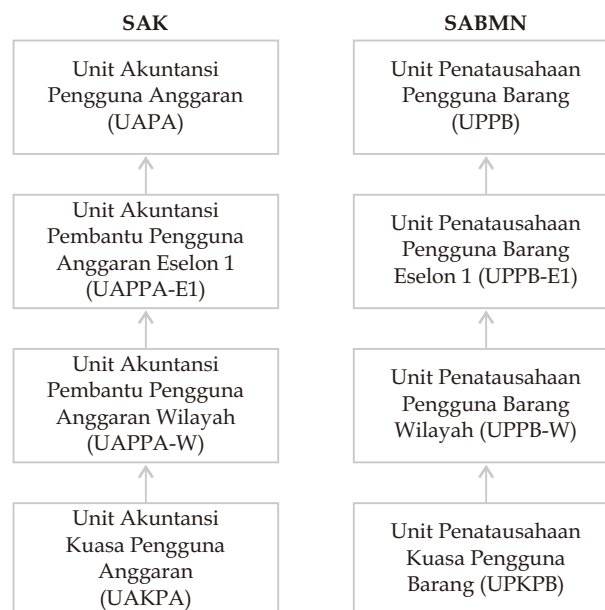 SAK
Unit Akuntansi
Pengguna Anggaran
(UAPA)
Unit Akuntansi
Pembantu Pengguna
Anggaran Eselon 1
(UAPPA-E1)
Unit Akuntansi
Pembantu Pengguna
Anggaran Wilayah
(UAPPA-W)
Unit Akuntansi
Kuasa Pengguna
Anggaran
(UAKPA)
SABMN
Unit Penatausahaan
Pengguna Barang
(UPPB)
Unit Penatausahaan
Pengguna Barang
Eselon 1 (UPPB-E1)
Unit Penatausahaan
Pengguna Barang
Wilayah (UPPB-W)
Unit Penatausahaan
Kuasa Pengguna
Barang (UPKPB)